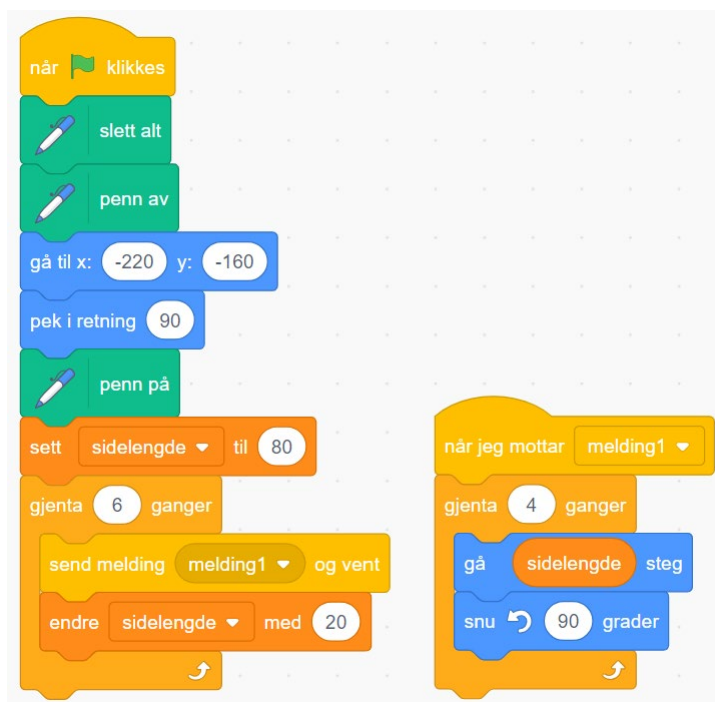 når klikkes
slett alt
penn av
gå til x: -220 y: -160
pek i retning 90
penn på
sett sidelengde til 80
gjenta 6 ganger
send melding melding1 og vent
endre sidelengde med 20
når jeg mottar melding1
gjenta 4 ganger
gå sidelengde steg
snu 90 grader